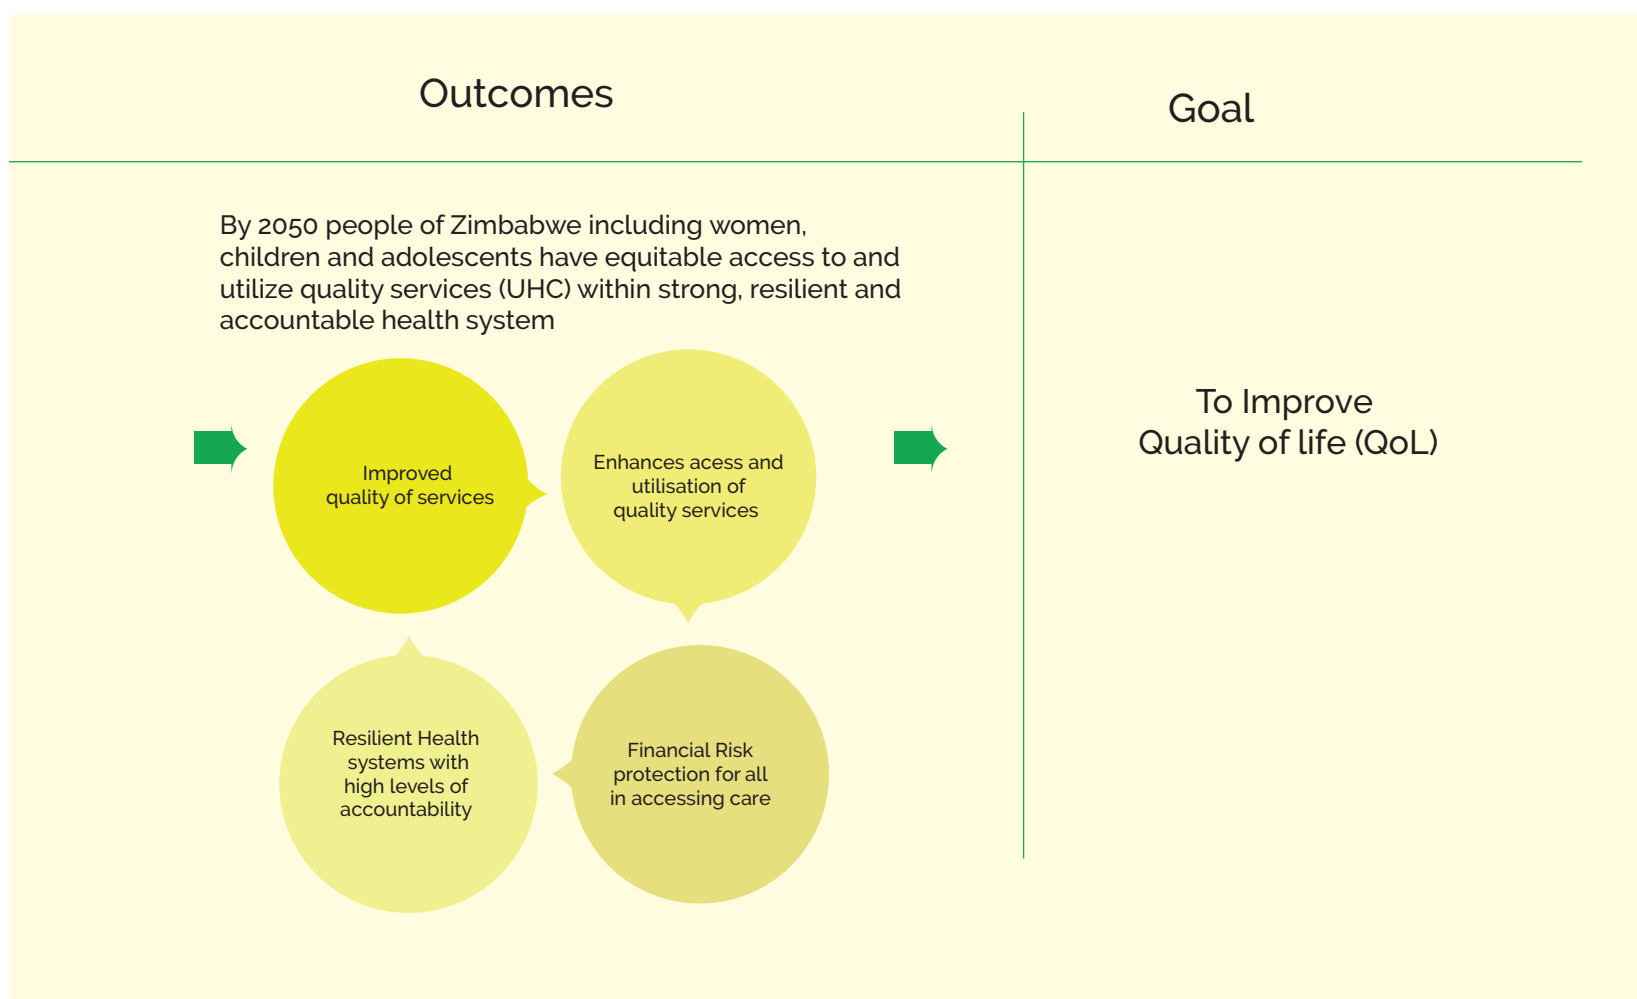 Outcomes
Goal
By 2050 people of Zimbabwe including women,
children and adolescents have equitable access to and
utilize quality services (UHC) within strong, resilient and
accountable health system
Improved
quality of services
Enhances acess and
utilisation of
quality services
To Improve
Quality of life (QoL)
Resilient Health
systems with
high levels of
accountability
Financial Risk
protection for all
in accessing care